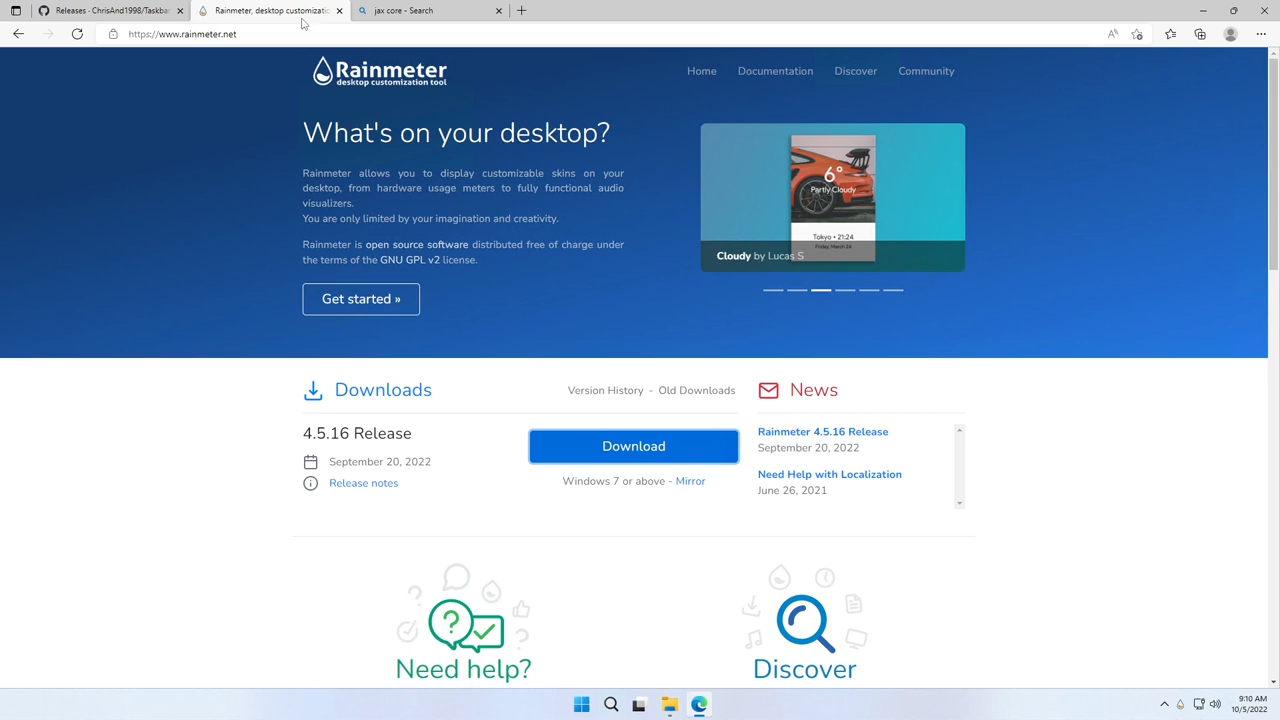 Releases - ChrisAnd1998/Taskba
Rainmeter, desktop customizati
jax core - Search
https://www.rainmeter.net
Rainmeter
desktop customization tool
Home
Documentation
Discover
Community
What's on your desktop?
Rainmeter allows you to display customizable skins on your
desktop, from hardware usage meters to fully functional audio
visualizers.
You are only limited by your imagination and creativity.
Rainmeter is open source software distributed free of charge under
the terms of the GNU GPL v2 license.
Get started »
6°
Partly Cloudy
Tokyo • 21:24
Friday, March 24
Cloudy by Lucas S
Downloads
Version History - Old Downloads
4.5.16 Release
September 20, 2022
Release notes
Download
Windows 7 or above - Mirror
News
Rainmeter 4.5.16 Release
September 20, 2022
Need Help with Localization
June 26, 2021
Need help?
Discover
9:10 AM
10/5/2022